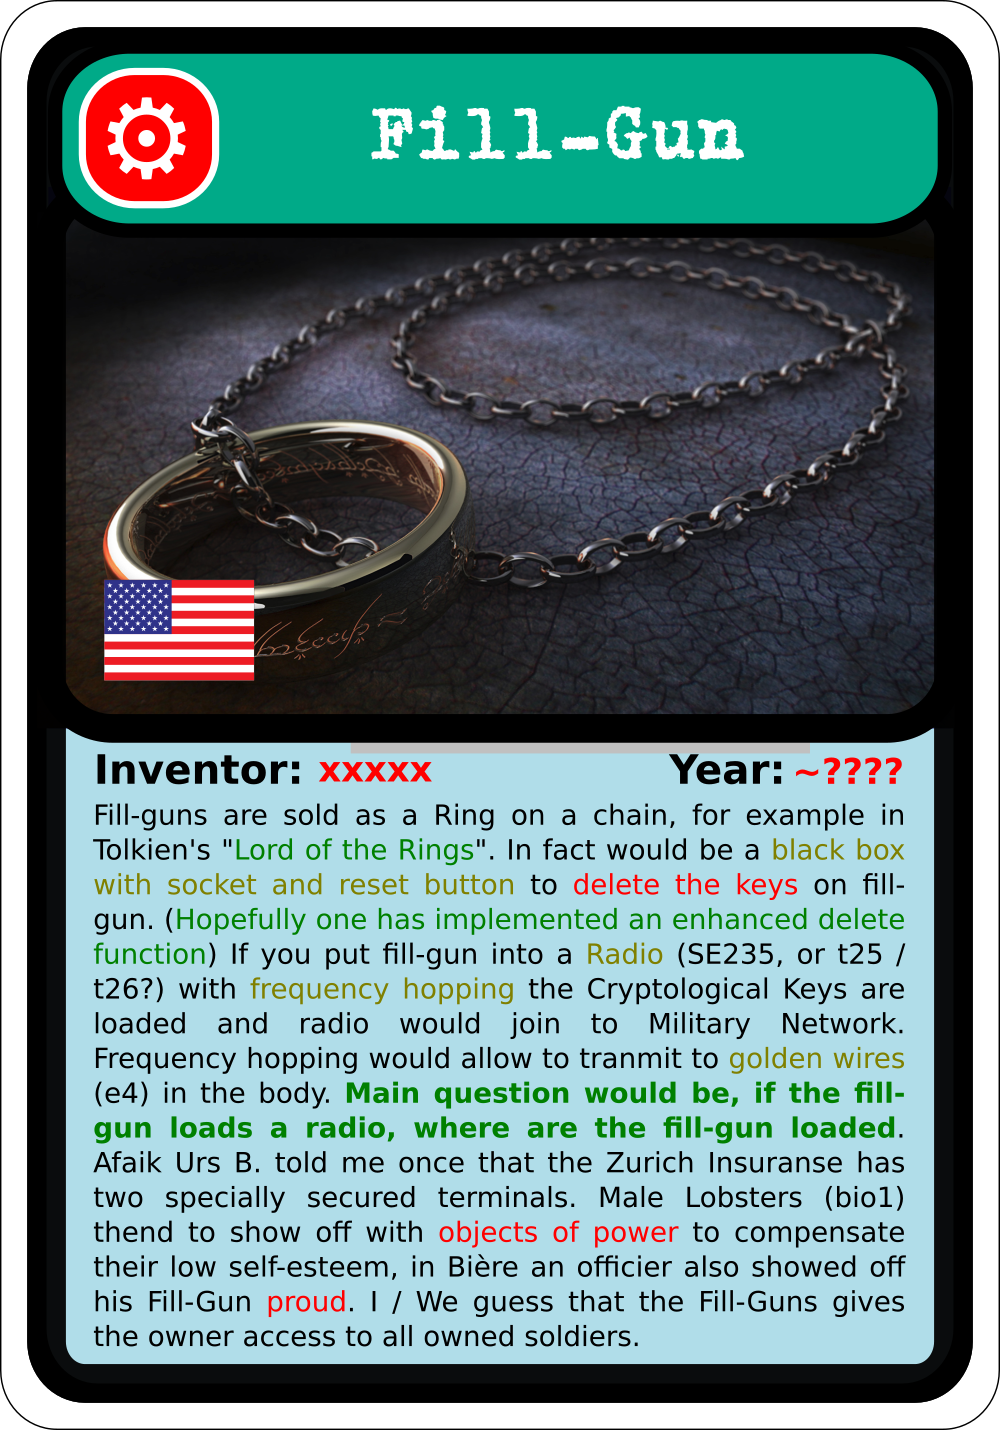 Fill-Gun
Inventor: xxxxx Year: ~????
Fill-guns are sold as a Ring on a chain, for example in
Tolkien's "Lord of the Rings". In fact would be a black box
with socket and reset button to delete the keys on fill-
gun. (Hopefully one has implemented an enhanced delete
function) If you put fill-gun into a Radio (SE235, or t25 /
t26?) with frequency hopping the Cryptological Keys are
loaded and radio would join to Military Network.
Frequency hopping would allow to tranmit to golden wires
(e4) in the body. Main question would be, if the fill-
gun loads a radio, where are the fill-gun loaded.
Afaik Urs B. told me once that the Zurich Insuranse has
two specially secured terminals. Male Lobsters (bio1)
thend to show off with objects of power to compensate
their low self-esteem, in Bière an officier also showed off
his Fill-Gun proud. I / We guess that the Fill-Guns gives
the owner access to all owned soldiers.